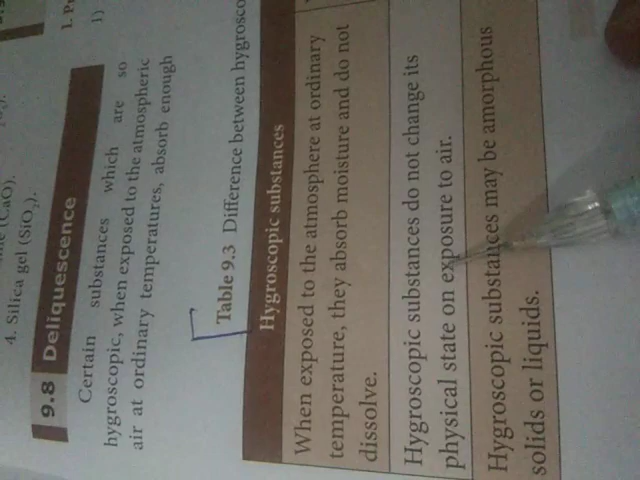 1. Pr
1)
(CaO).
4. Silica gel (SiO₂).
9.8 Deliquescence
Certain substances which are so
hygroscopic, when exposed to the atmospheric
air at ordinary temperatures, absorb enough
Table 9.3 Difference between hygrosco
Hygroscopic substances
When exposed to the atmosphere at ordinary
temperature, they absorb moisture and do not
dissolve.
Hygroscopic substances do not change its
physical state on exposure to air.
Hygroscopic substances may be amorphous
solids or liquids.